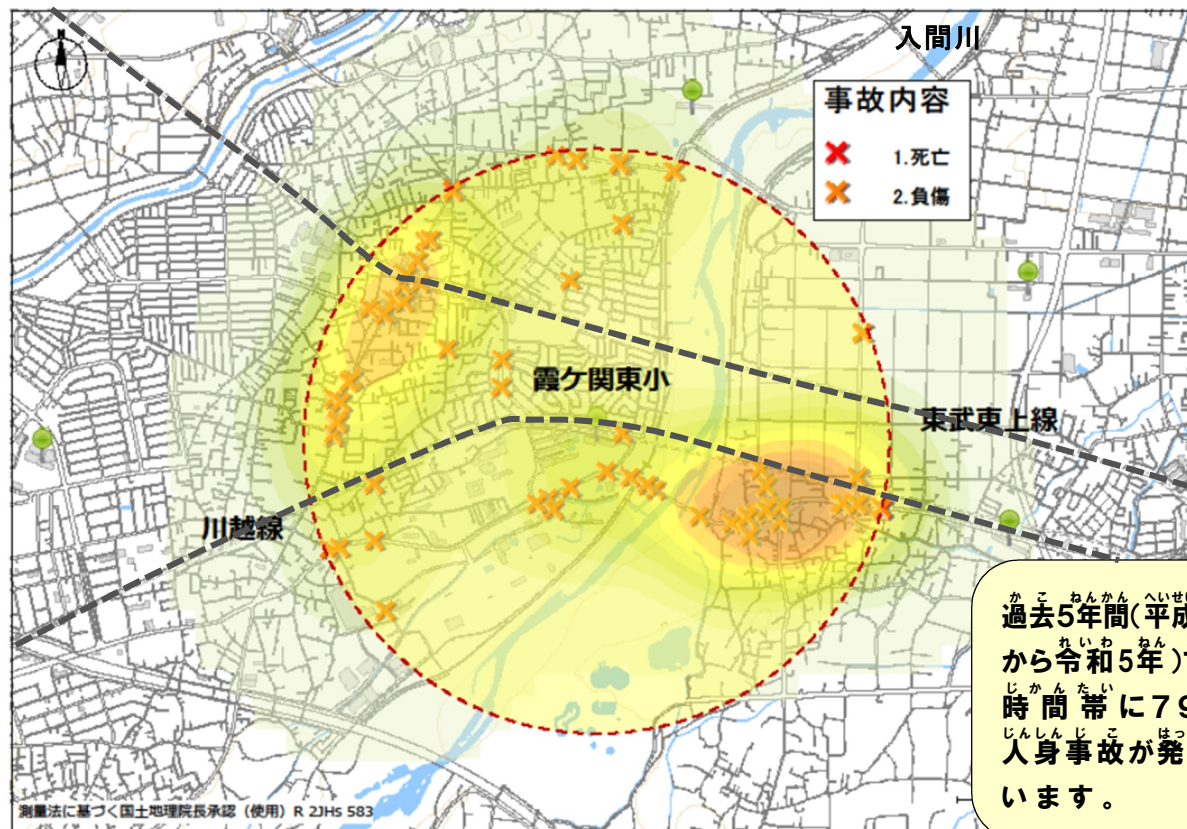 N
入間川
事故内容
1.死亡
2.負傷
霞ケ関東小
東武東上線
川越線
過去5年間(平成
から令和5年)
時間帯に79
人身事故が発
います。
測量法に基づく国土地理院長承認（使用）R 2JHs 583